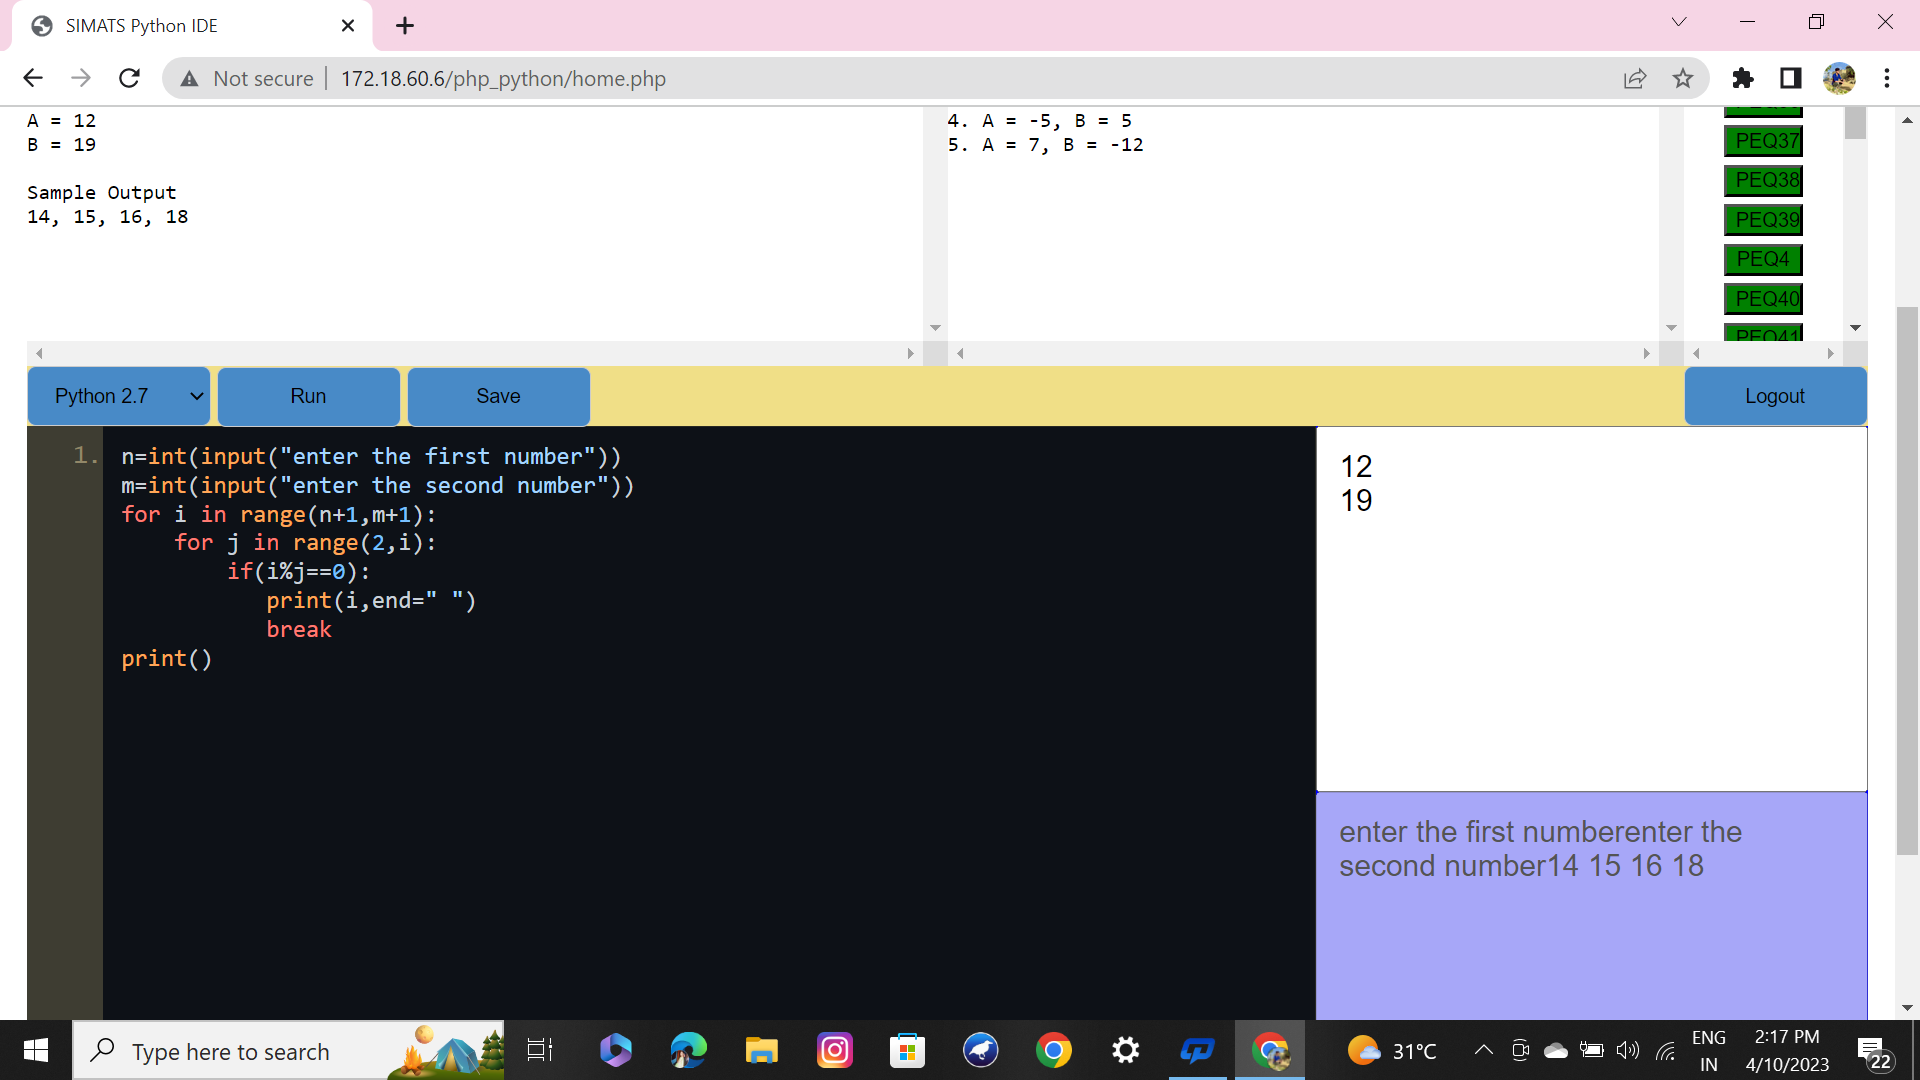 SIMATS Python IDE
Not secure
172.18.60.6/php_python/home.php
A = 12
B = 19
Sample Output
14, 15, 16, 18
4. A = -5, B = 5
5. A = 7, B = -12
PEQ37
PEQ38
PEQ39
PEQ4
PEQ40
PEQ41
Python 2.7
Run
Save
Logout
1.
n=int(input("enter the first number"))
m=int(input("enter the second number"))
for i in range(n+1,m+1):
    for j in range(2,i):
        if(i%j==0):
           print(i,end=" ")
           break
print()
12
19
enter the first numberenter the
second number14 15 16 18
Type here to search
31°C
ENG
IN
2:17 PM
4/10/2023
22